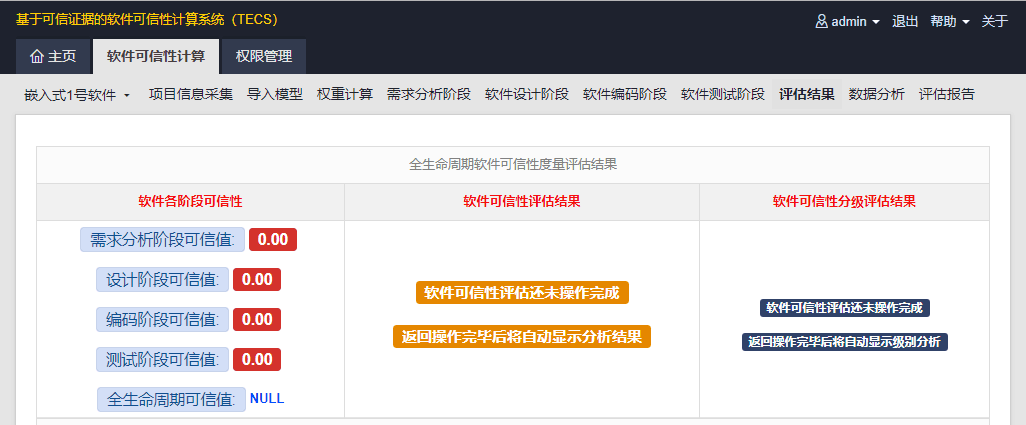 基于可信证据的软件可信性计算系统（TECS）
admin 退出 帮助 关于
主页 软件可信性计算 权限管理
嵌入式1号软件 项目信息采集 导入模型 权重计算 需求分析阶段 软件设计阶段 软件编码阶段 软件测试阶段 评估结果 数据分析 评估报告
全生命周期软件可信性度量评估结果
软件各阶段可信性 软件可信性评估结果 软件可信性分级评估结果
需求分析阶段可信值: 0.00
设计阶段可信值: 0.00
编码阶段可信值: 0.00
测试阶段可信值: 0.00
全生命周期可信值: NULL
软件可信性评估还未操作完成
返回操作完毕后将自动显示分析结果
软件可信性评估还未操作完成
返回操作完毕后将自动显示级别分析